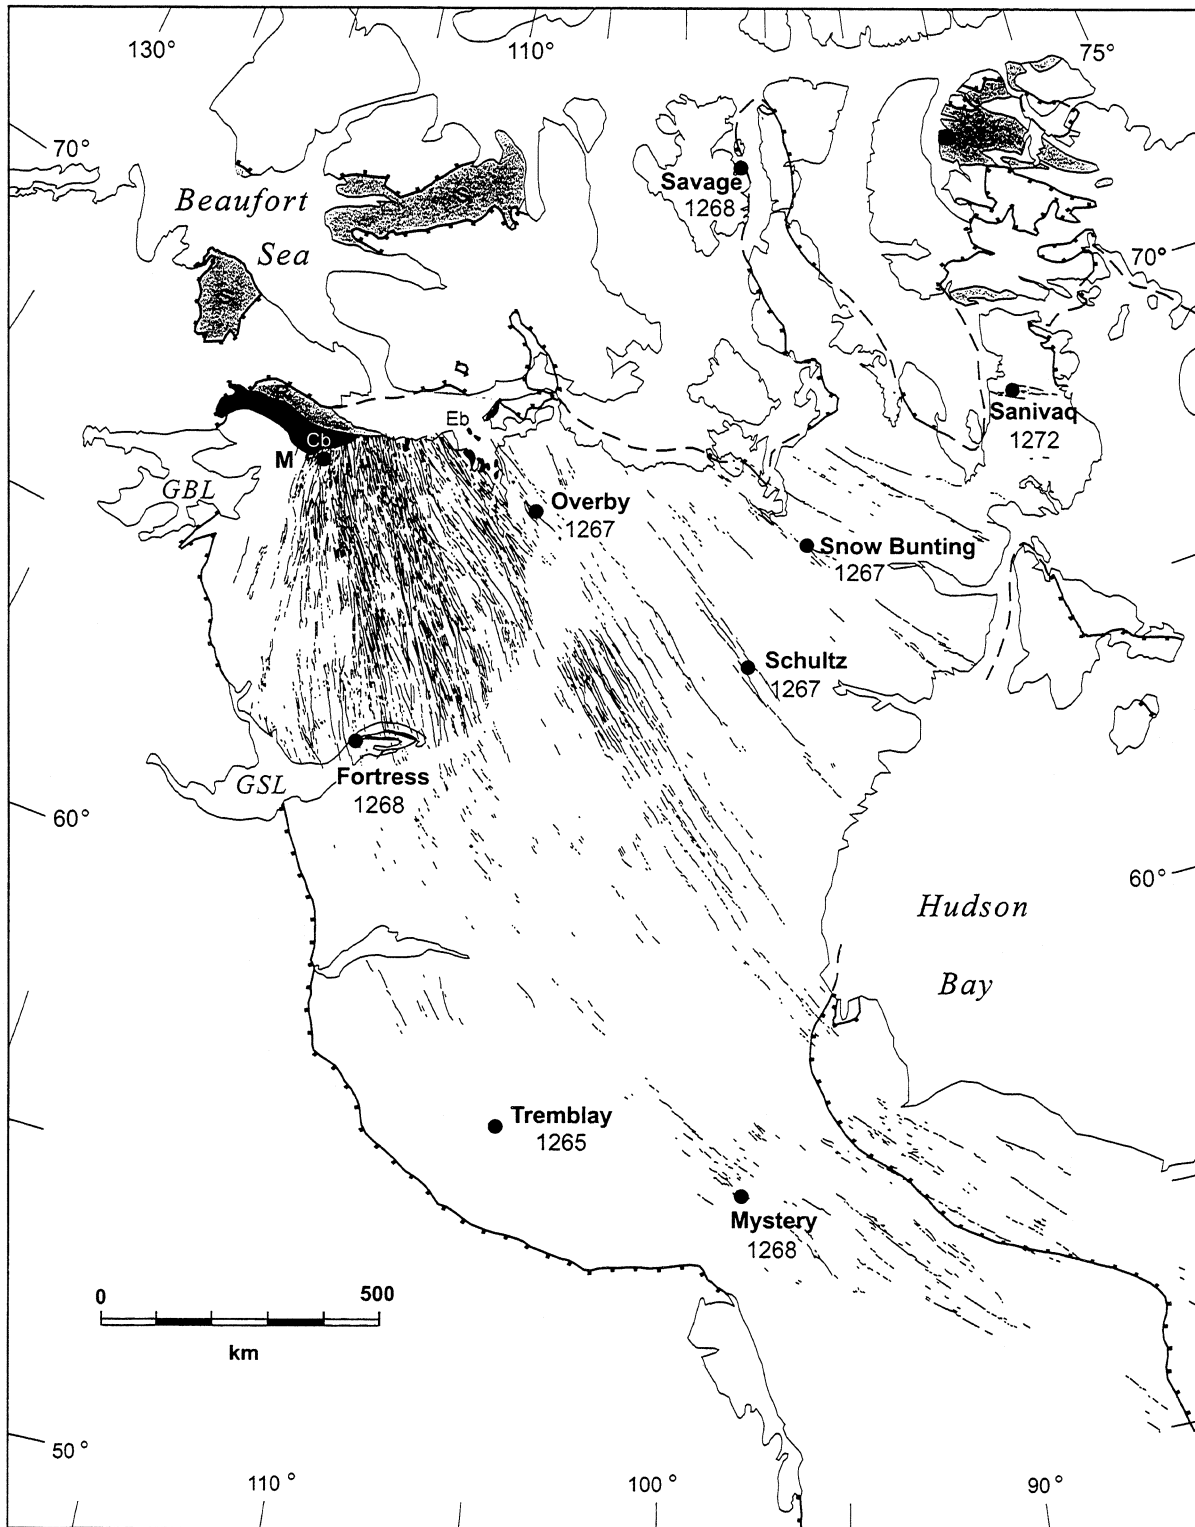 130°
110°
75°
70°
Beaufort
Sea
Savage
1268
70°
Sanivaq
1272
Eb
Cb
M
GBL
Overby
1267
Snow Bunting
1267
Schultz
1267
GSL
Fortress
1268
60°
60°
Hudson
Bay
Tremblay
1265
Mystery
1268
0 500
km
50°
110°
100°
90°